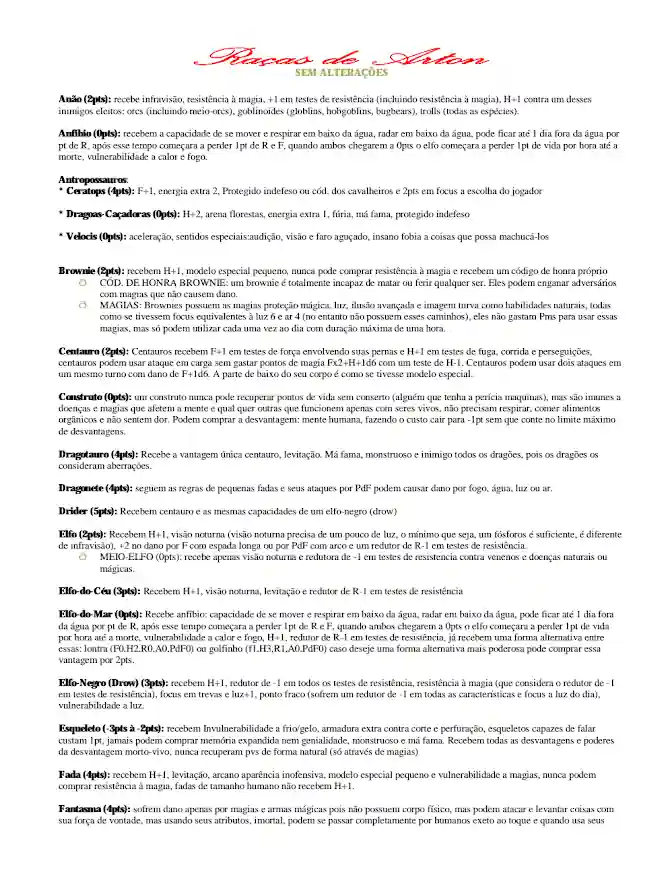 Raças de Arton
SEM ALTERAÇÕES
Anão (2pts): recebe infravisão, resistência à magia, +1 em testes de resistência (incluindo resistência à magia), H+1 contra um desses
inimigos eleitos: orcs (incluindo meio-orcs), goblinoides (globlins, hobgoblins, bugbears), trolls (todas as espécies).
Anfíbio (0pts): recebem a capacidade de se mover e respirar em baixo da água, radar em baixo da água, pode ficar até 1 dia fora da água por
pt de R, após esse tempo começara a perder 1pt de R e F, quando ambos chegarem a 0pts o elfo começara a perder 1pt de vida por hora até a
morte, vulnerabilidade a calor e fogo.
Antropossauros:
* Ceratops (4pts): F+1, energia extra 2, Protegido indefeso ou cód. dos cavalheiros e 2pts em focus a escolha do jogador
* Dragoas-Caçadoras (0pts): H+2, arena florestas, energia extra 1, fúria, má fama, protegido indefeso
* Velocis (0pts): aceleração, sentidos especiais:audição, visão e faro aguçado, insano fobia a coisas que possa machucá-los
Brownie (2pts): recebem H+1, modelo especial pequeno, nunca pode comprar resistência à magia e recebem um código de honra próprio
CÓD. DE HONRA BROWNIE: um brownie é totalmente incapaz de matar ou ferir qualquer ser. Eles podem enganar adversários
com magias que não causem dano.
MAGIAS: Brownies possuem as magias proteção mágica, luz, ilusão avançada e imagem turva como habilidades naturais, todas
como se tivessem focus equivalentes à luz 6 e ar 4 (no entanto não possuem esses caminhos), eles não gastam Pms para usar essas
magias, mas só podem utilizar cada uma vez ao dia com duração máxima de uma hora.
Centauro (2pts): Centauros recebem F+1 em testes de força envolvendo suas pernas e H+1 em testes de fuga, corrida e perseguições,
centauros podem usar ataque em carga sem gastar pontos de magia Fx2+H+1d6 com um teste de H-1. Centauros podem usar dois ataques em
um mesmo turno com dano de F+1d6. A parte de baixo do seu corpo é como se tivesse modelo especial.
Construto (0pts): um construto nunca pode recuperar pontos de vida sem conserto (alguém que tenha a perícia maquinas), mas são imunes a
doenças e magias que afetem a mente e qual quer outras que funcionem apenas com seres vivos, não precisam respirar, comer alimentos
orgânicos e não sentem dor. Podem comprar a desvantagem: mente humana, fazendo o custo cair para -1pt sem que conte no limite máximo
de desvantagens.
Dragotauro (4pts): Recebe a vantagem única centauro, levitação. Má fama, monstruoso e inimigo todos os dragões, pois os dragões os
consideram aberrações.
Dragonete (4pts): seguem as regras de pequenas fadas e seus ataques por PdF podem causar dano por fogo, água, luz ou ar.
Drider (5pts): Recebem centauro e as mesmas capacidades de um elfo-negro (drow)
Elfo (2pts): Recebem H+1, visão noturna (visão noturna precisa de um pouco de luz, o mínimo que seja, um fósforos é suficiente, é diferente
de infravisão), +2 no dano por F com espada longa ou por PdF com arco e um redutor de R-1 em testes de resistência.
MEIO-ELFO (0pts): recebe apenas visão noturna e redutora de -1 em testes de resistencia contra venenos e doenças naturais ou
mágicas.
Elfo-do-Céu (3pts): Recebem H+1, visão noturna, levitação e redutor de R-1 em testes de resistência
Elfo-do-Mar (0pts): Recebe anfíbio: capacidade de se mover e respirar em baixo da água, radar em baixo da água, pode ficar até 1 dia fora
da água por pt de R, após esse tempo começara a perder 1pt de R e F, quando ambos chegarem a 0pts o elfo começara a perder 1pt de vida
por hora até a morte, vulnerabilidade a calor e fogo, H+1, redutor de R-1 em testes de resistência, já recebem uma forma alternativa entre
essas: lontra (F0,H2,R0,A0,PdF0) ou golfinho (f1,H3,R1,A0,PdF0) caso deseje uma forma alternativa mais poderosa pode comprar essa
vantagem por 2pts.
Elfo-Negro (Drow) (3pts): recebem H+1, redutor de -1 em todos os testes de resistência, resistência à magia (que considera o redutor de -1
em testes de resistência), focus em trevas e luz+1, ponto fraco (sofrem um redutor de -1 em todas as características e focus a luz do dia),
vulnerabilidade a luz.
Esqueleto (-3pts à -2pts): recebem Invulnerabilidade a frio/gelo, armadura extra contra corte e perfuração, esqueletos capazes de falar
custam 1pt, jamais podem comprar memória expandida nem genialidade, monstruoso e má fama. Recebem todas as desvantagens e poderes
da desvantagem morto-vivo, nunca recuperam pvs de forma natural (só através de magias)
Fada (4pts): recebem H+1, levitação, arcano aparência inofensiva, modelo especial pequeno e vulnerabilidade a magias, nunca podem
comprar resistência à magia, fadas de tamanho humano não recebem H+1.
Fantasma (4pts): sofrem dano apenas por magias e armas mágicas pois não possuem corpo físico, mas podem atacar e levantar coisas com
sua força de vontade, mas usando seus atributos, imortal, podem se passar completamente por humanos exeto ao toque e quando usa seus